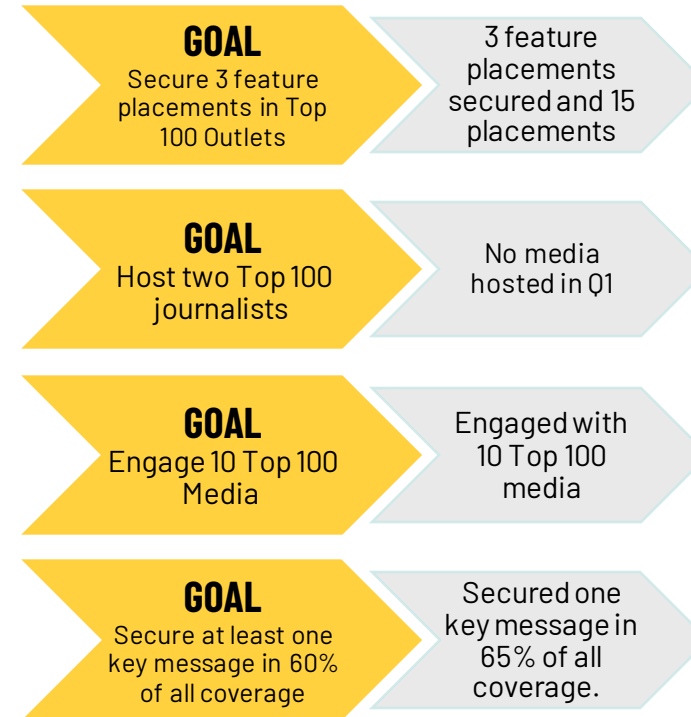 GOAL
Secure 3 feature
placements in Top
100 Outlets
3 feature
placements
secured and 15
placements
GOAL
Host two Top 100
journalists
No media
hosted in Q1
GOAL
Engage 10 Top 100
Media
Engaged with
10 Top 100
media
GOAL
Secure at least one
key message in 60%
of all coverage
Secured one
key message in
65% of all
coverage.